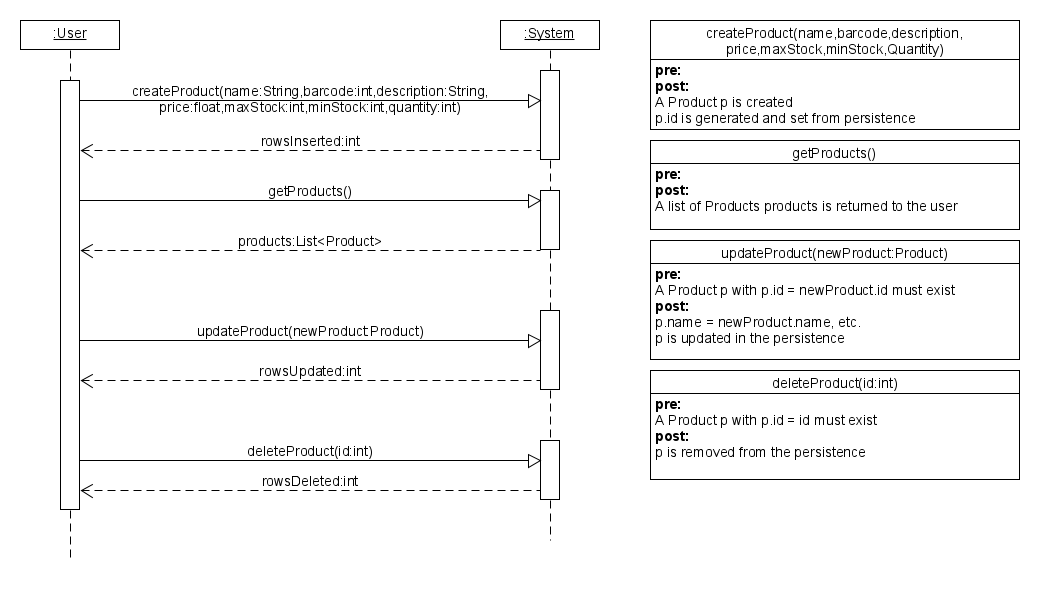 :User
:System
createProduct(name:String,barcode:int,description:String,
price:float,maxStock:int,minStock:int,quantity:int)
rowsInserted:int
getProducts()
products:List<Product>
updateProduct(newProduct:Product)
rowsUpdated:int
deleteProduct(id:int)
rowsDeleted:int
createProduct(name,barcode,description,
price,maxStock,minStock,Quantity)
pre:
post:
A Product p is created
p.id is generated and set from persistence
getProducts()
pre:
post:
A list of Products products is returned to the user
updateProduct(newProduct:Product)
pre:
A Product p with p.id = newProduct.id must exist
post:
p.name = newProduct.name, etc.
p is updated in the persistence
deleteProduct(id:int)
pre:
A Product p with p.id = id must exist
post:
p is removed from the persistence